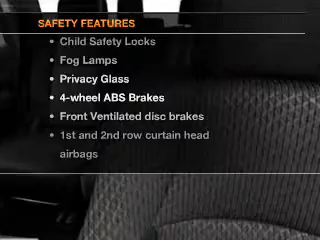 SAFETY FEATURES
• Child Safety Locks
• Fog Lamps
• Privacy Glass
• 4-wheel ABS Brakes
• Front Ventilated disc brakes
• 1st and 2nd row curtain head
airbags